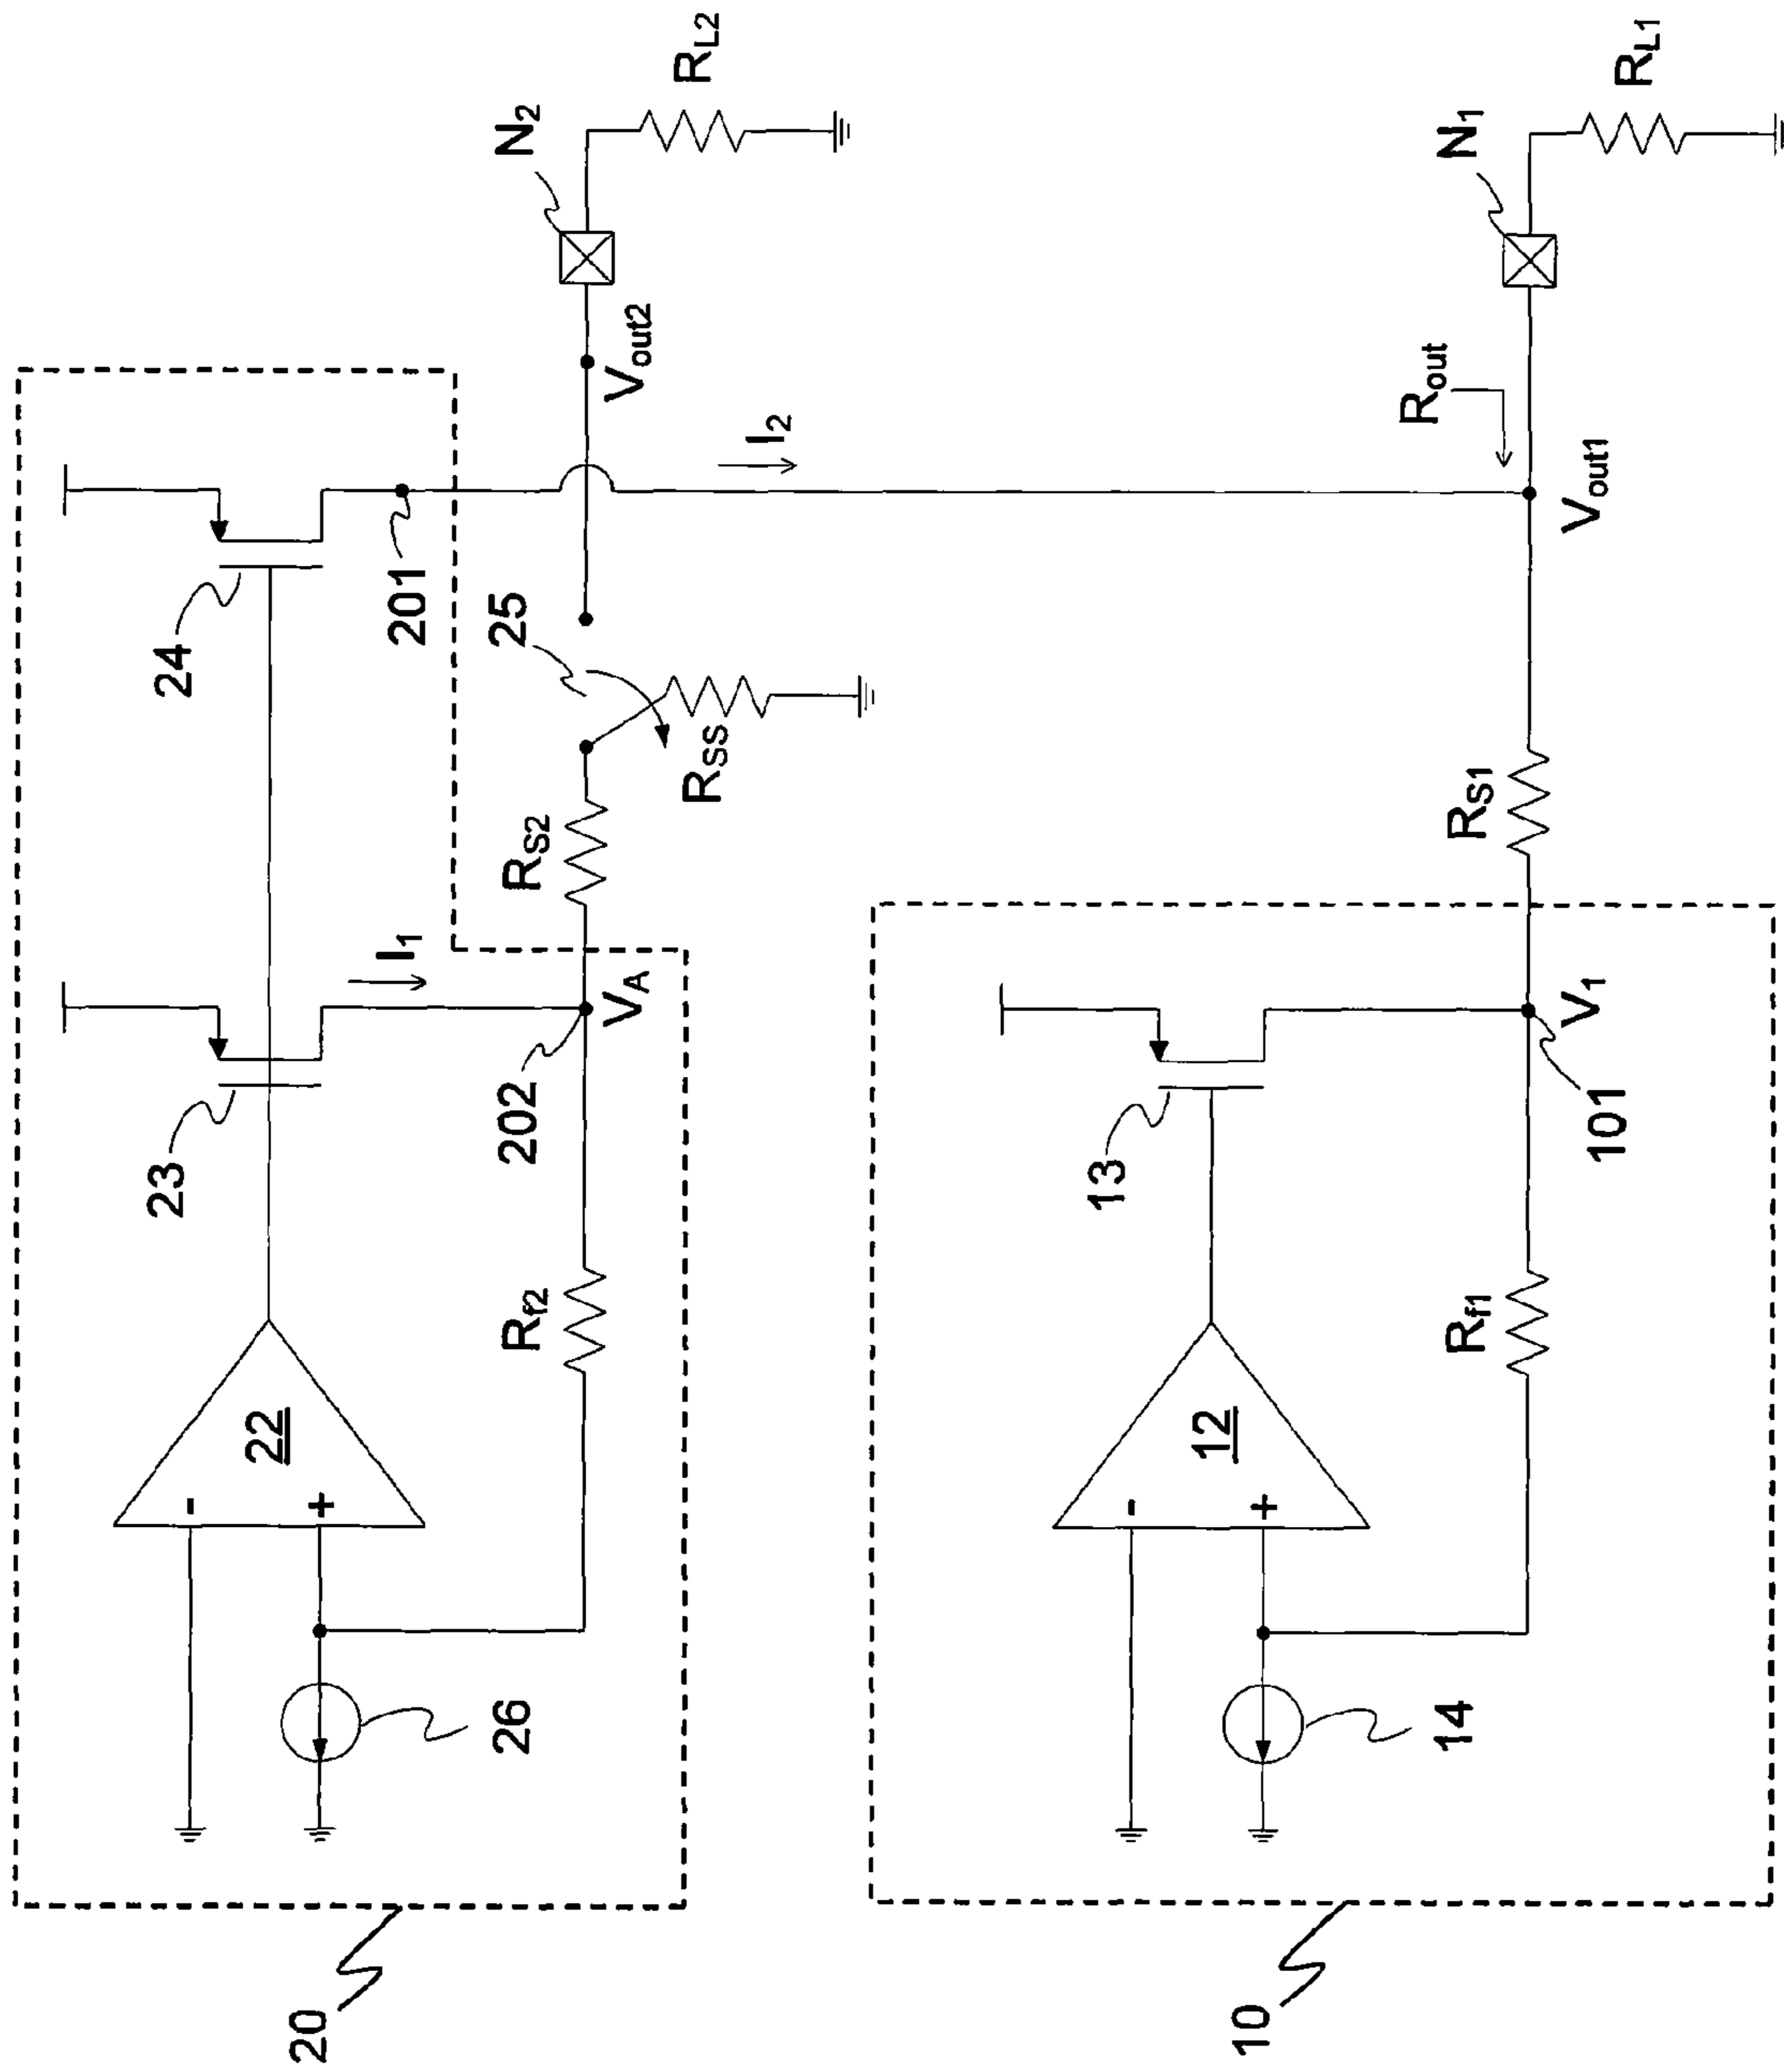 20
22
-
+
26
R_f2
23
I_1
V_A
202
24
201
25
R_S2
R_SS
I_2
V_out2
N_2
R_L2
10
12
-
+
14
R_f1
13
V_1
101
R_S1
V_out1
R_out
N_1
R_L1